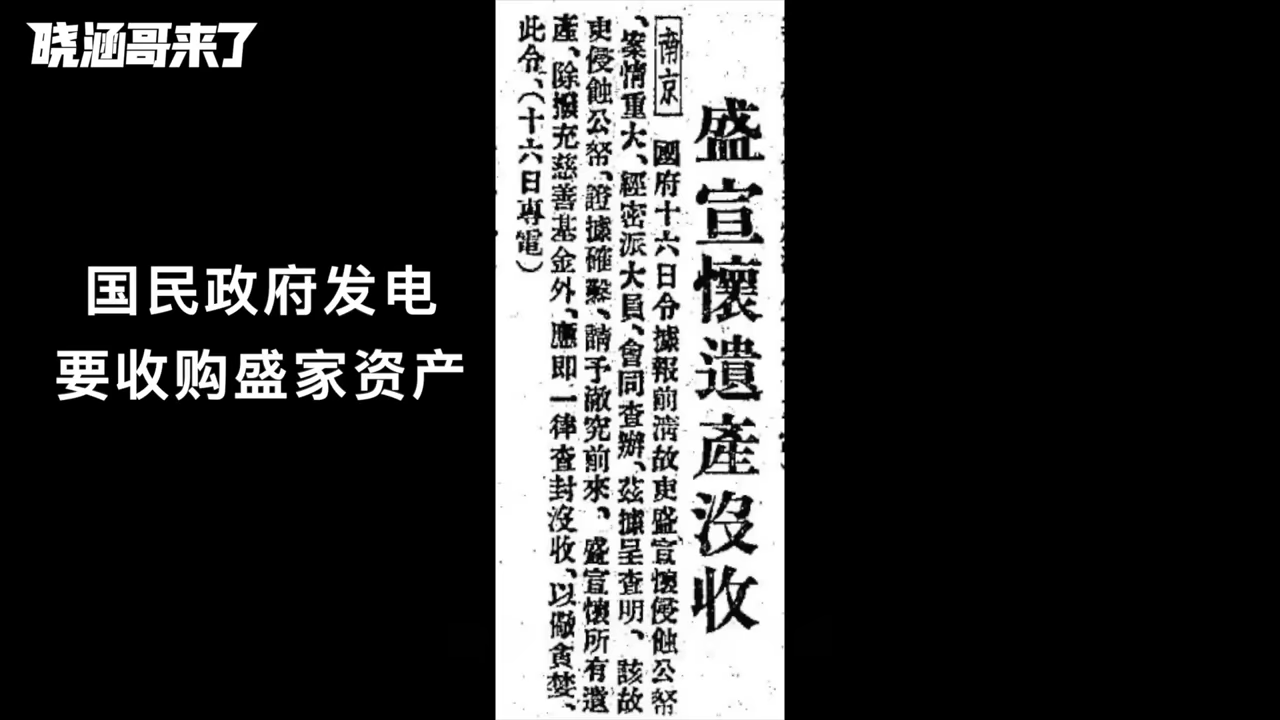 晓涵哥来了
国民政府发电
要收购盛家资产
盛宣懷遺產沒收
南京 國府十六日令據報前淸故吏盛宣懷侵蝕公帑
、案情重大、經密派大員、會同查辦、茲據呈查明、該故
吏侵蝕公帑、證據確鑿、請予澈究前來、盛宣懷所有遺
產、除撥充慈善基金外、應即一律查封沒收、以儆貪婪、
此令、(十六日專電)